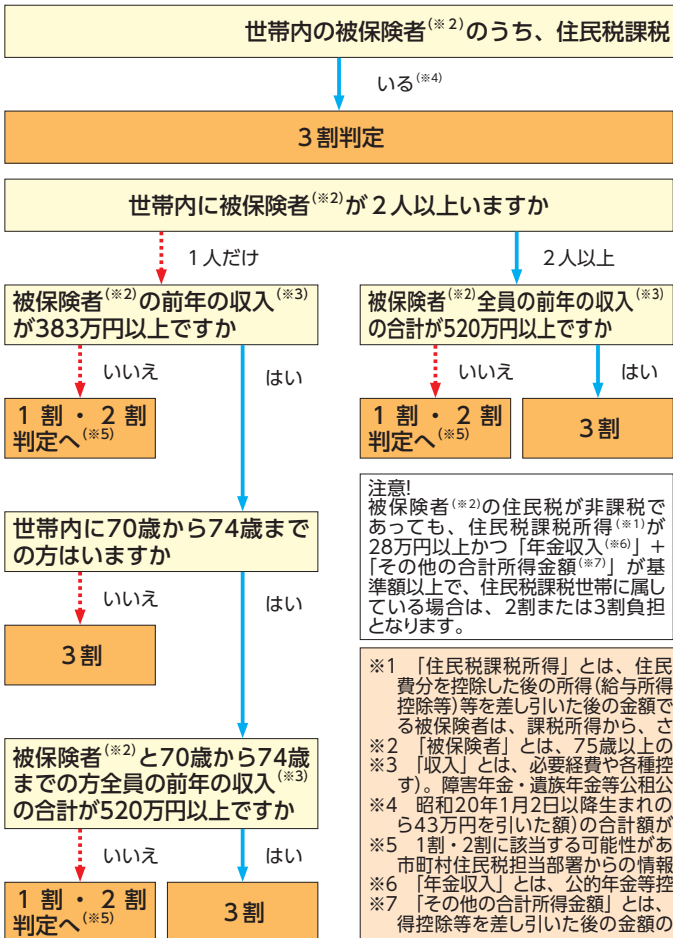 世帯内の被保険者(※2)のうち、住民税課税
いる(※4)
3割判定
世帯内に被保険者(※2)が2人以上いますか
1人だけ
2人以上
被保険者(※2)の前年の収入(※3)
が383万円以上ですか
いいえ
はい
1割・2割
判定へ(※5)
被保険者(※2)全員の前年の収入(※3)
の合計が520万円以上ですか
いいえ
はい
1割・2割
判定へ(※5)
3割
世帯内に70歳から74歳まで
の方はいますか
いいえ
はい
3割
被保険者(※2)と70歳から74歳
までの方全員の前年の収入(※3)
の合計が520万円以上ですか
いいえ
はい
1割・2割
判定へ(※5)
3割
注意!
被保険者(※2)の住民税が非課税で
あっても、住民税課税所得(※1)が
28万円以上かつ「年金収入(※6)」+
「その他の合計所得金額(※7)」が基
準額以上で、住民税課税世帯に属し
ている場合は、2割または3割負担
となります。
※1 「住民税課税所得」とは、住民
費分を控除した後の所得(給与所得
控除等)等を差し引いた後の金額で
る被保険者は、課税所得から、さ
※2 「被保険者」とは、75歳以上の
※3 「収入」とは、必要経費や各種控
す)。障害年金・遺族年金等公租公
※4 昭和20年1月2日以降生まれの
ら43万円を引いた額)の合計額が
※5 1割・2割に該当する可能性があ
市町村住民税担当部署からの情報
※6 「年金収入」とは、公的年金等控
※7 「その他の合計所得金額」とは、
得控除等を差し引いた後の金額の